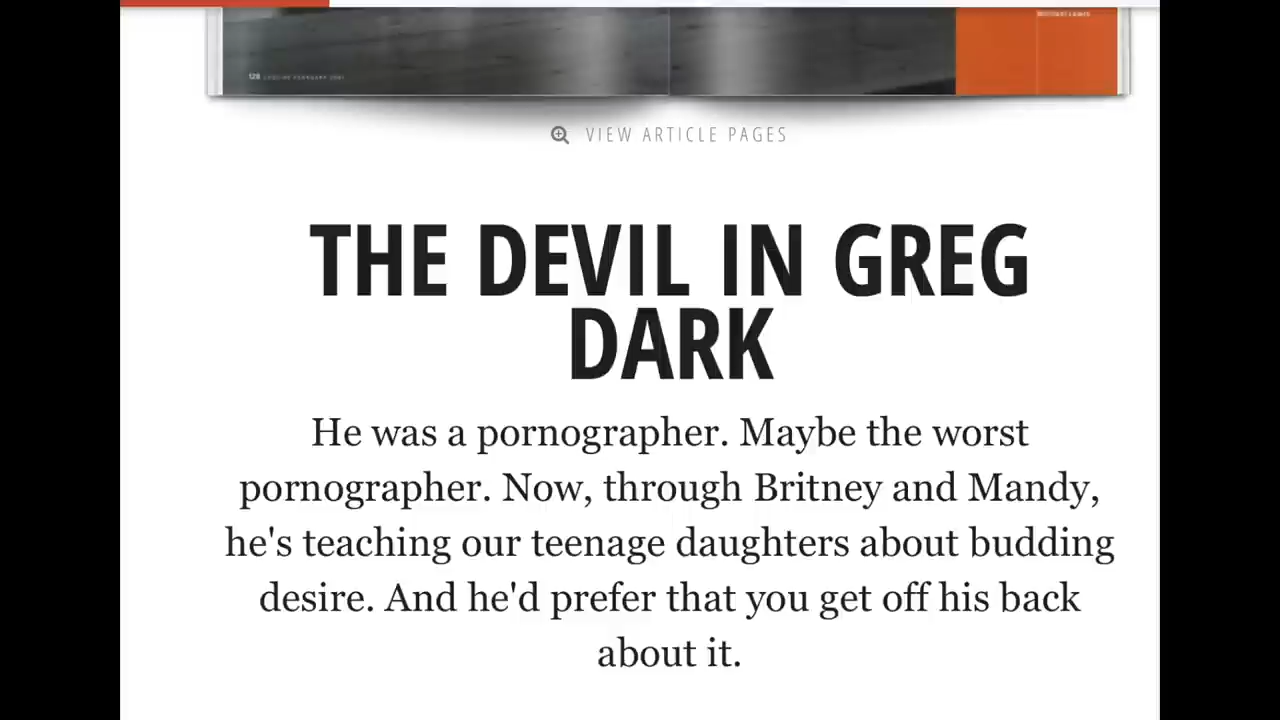 128
VIEW ARTICLE PAGES
THE DEVIL IN GREG
DARK
He was a pornographer. Maybe the worst
pornographer. Now, through Britney and Mandy,
he's teaching our teenage daughters about budding
desire. And he'd prefer that you get off his back
about it.